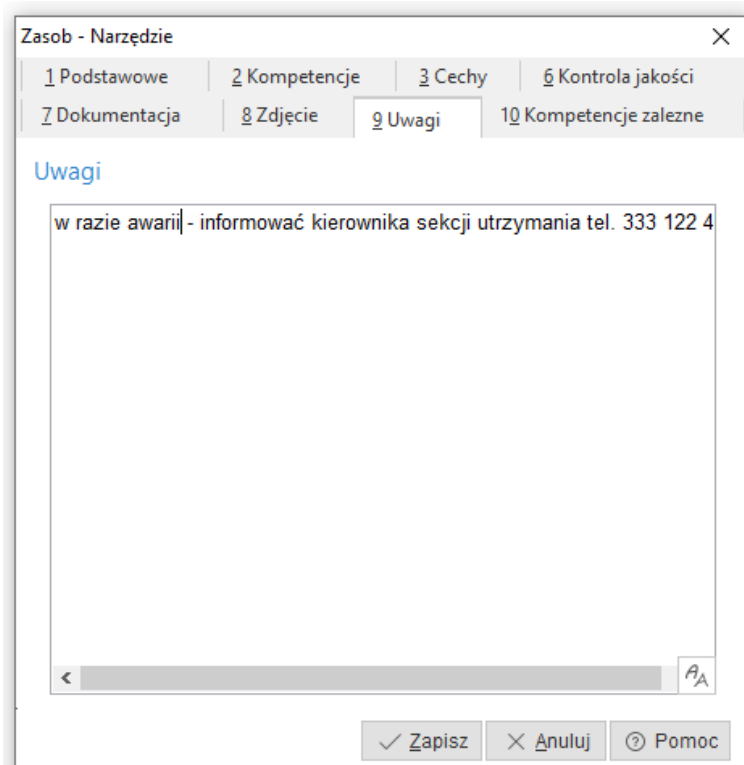 Zasob - Narzędzie
1 Podstawowe 2 Kompetencje 3 Cechy 6 Kontrola jakości
7 Dokumentacja 8 Zdjęcie 9 Uwagi 10 Kompetencje zalezne
Uwagi
w razie awarii - informować kierownika sekcji utrzymania tel. 333 122 4
AA
Zapisz Anuluj Pomoc